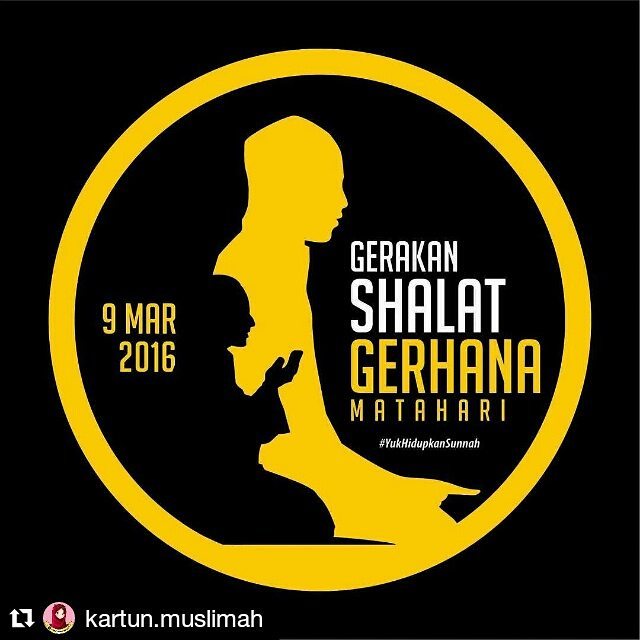 9 MAR
2016
GERAKAN
SHALAT
GERHANA
MATAHARI
#YukHidupkanSunnah
kartun.muslimah